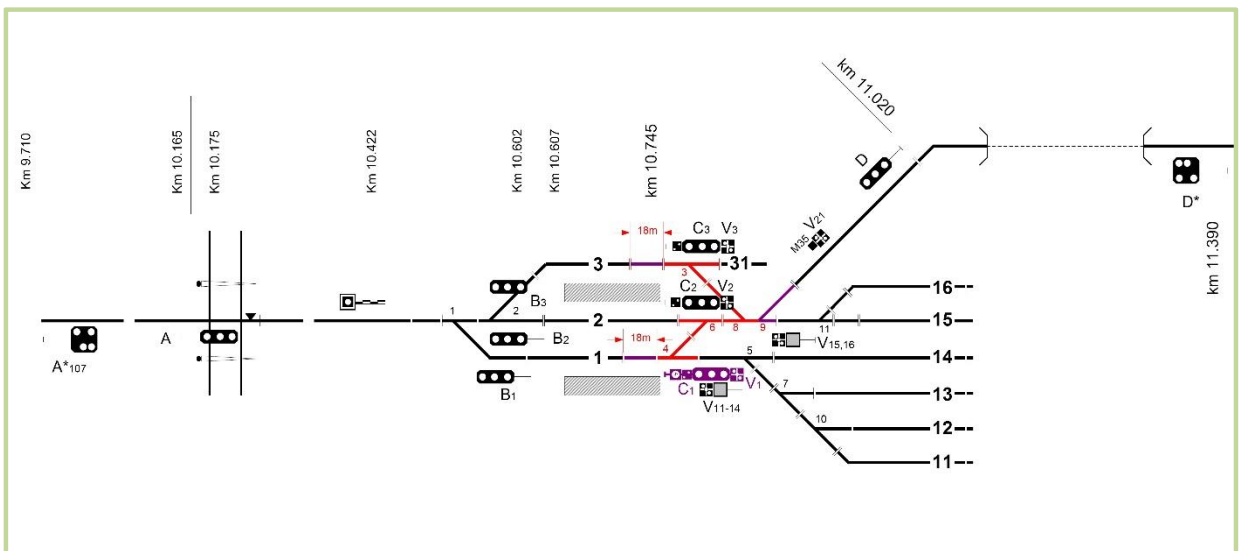 Km 9.710
Km 10.165
Km 10.175
Km 10.422
Km 10.602
Km 10.607
km 10.745
km 11.020
km 11.390
D
D*
M35 V21
C3 V3
18m
3
3
31
B3
2
C2 V2
16
1
2
6
8
9
11
15
A*107
A
B2
V15,16
18m
4
1
5
14
B1
C1 V1
V11-14
7
13
10
12
11